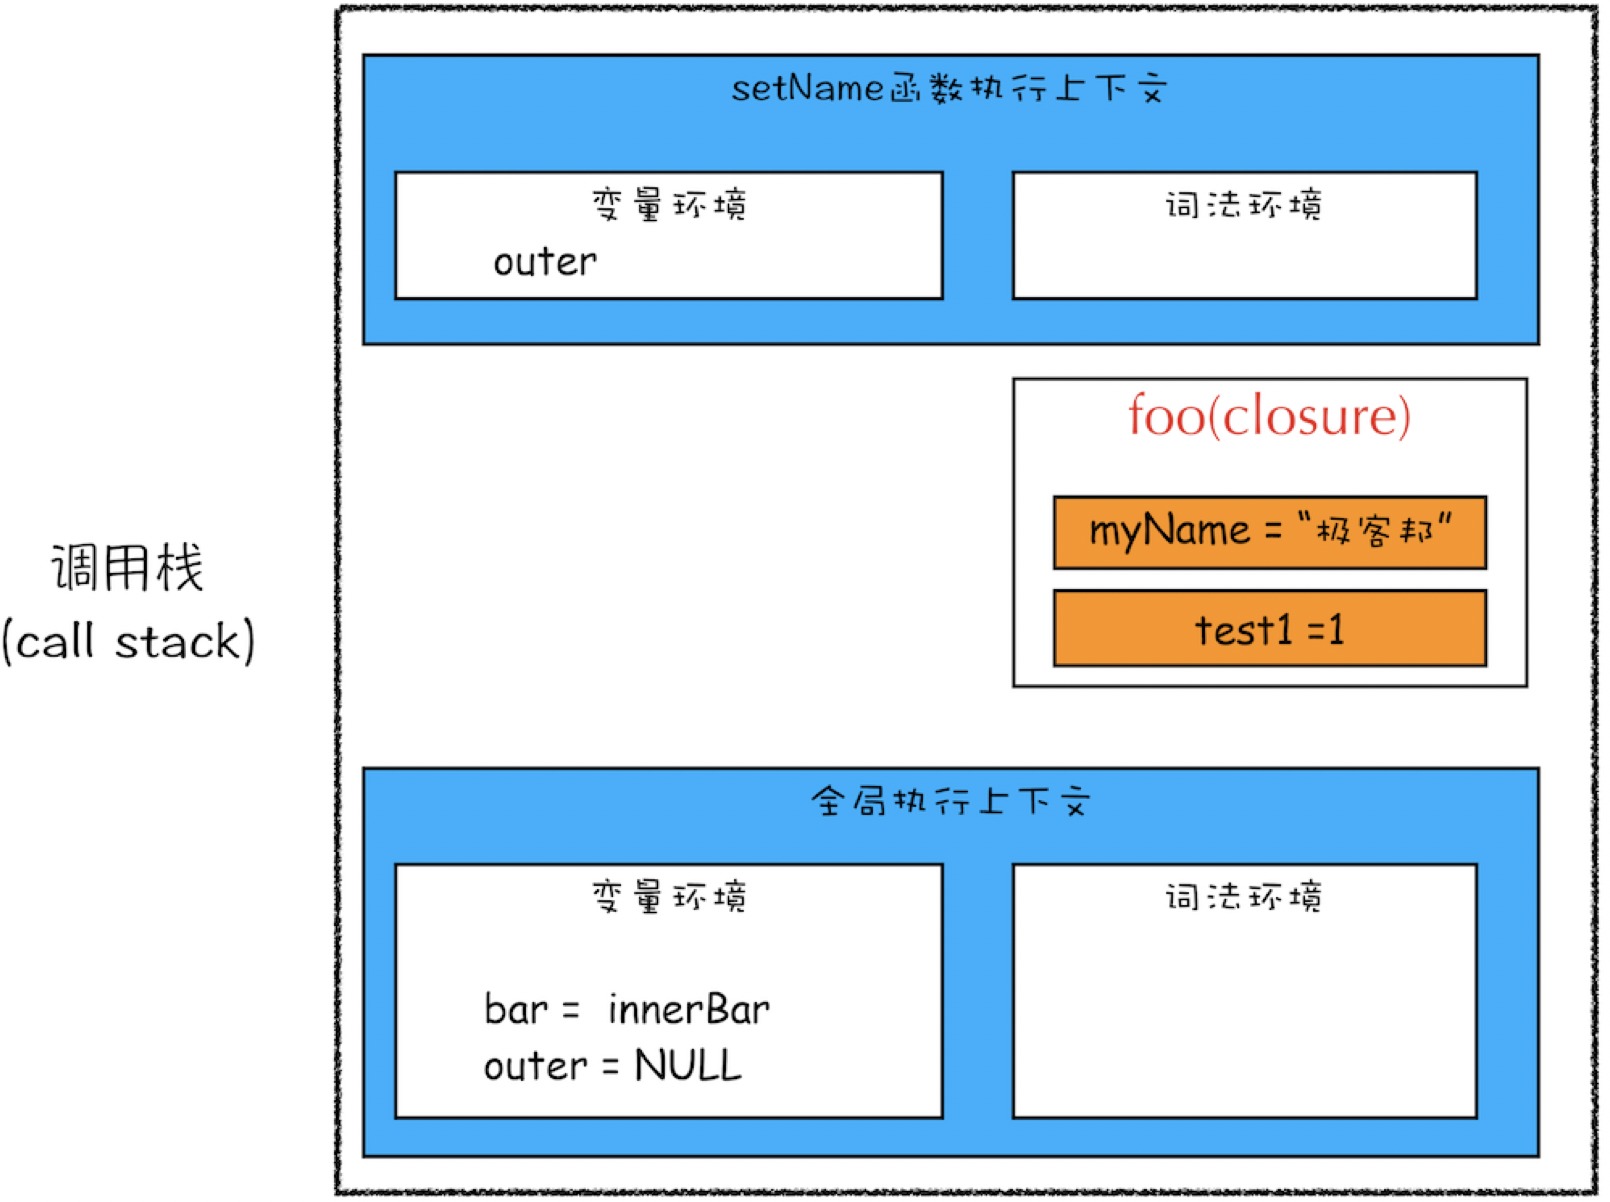 setName函数执行上下文
变量环境
outer
词法环境
foo(closure)
myName = “极客邦”
test1 =1
调用栈
(call stack)
全局执行上下文
变量环境
bar = innerBar
outer = NULL
词法环境